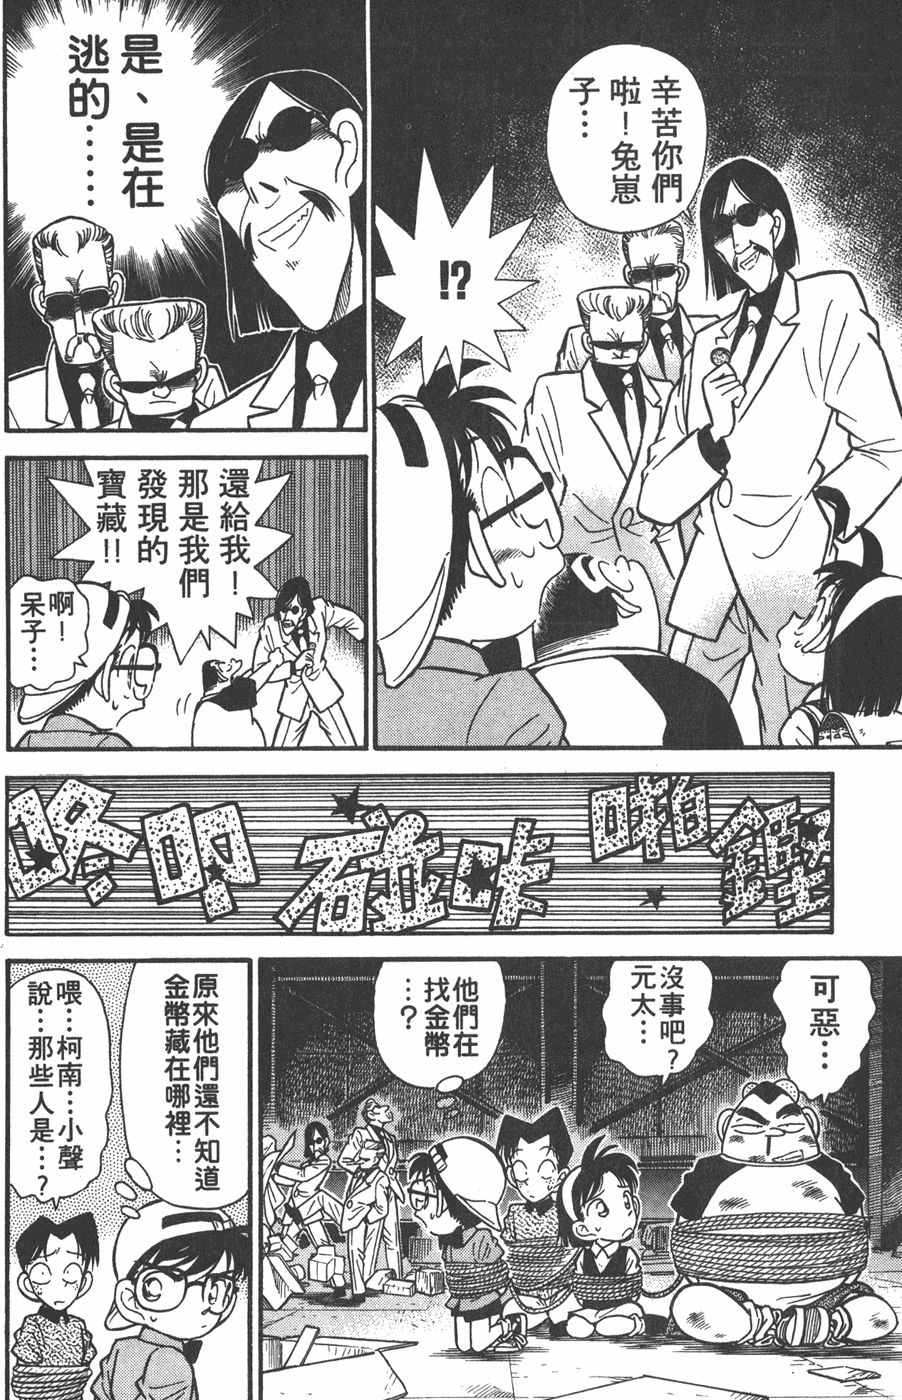 辛苦你們
啦！兔崽
子…
!?
是、是在
逃的……
還給我！
那是我們
發現的
寶藏!!
啊！
呆子…
鏗
啪
咔
碰
叩
咚
可惡…
沒事吧？
元太…
他們在
找金幣
…？
原來他們還不知道
金幣藏在哪裡…
喂…柯南…小聲
說…那些人是…？